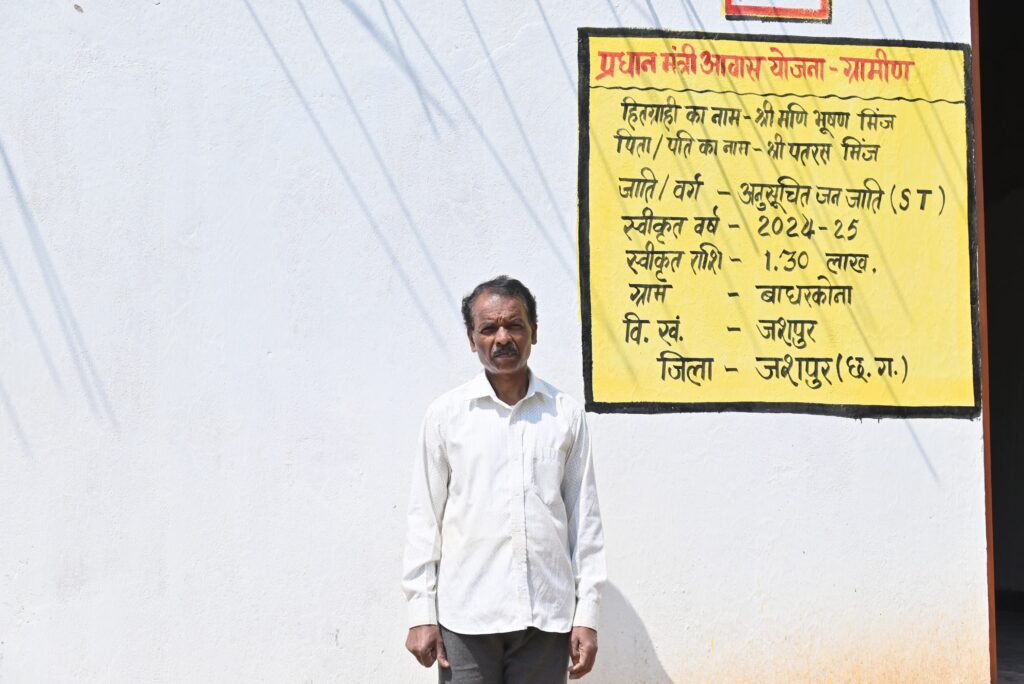 प्रधान मंत्री आवास योजना - ग्रामीण
हितग्राही का नाम - श्री मणि भूषण मिंज
पिता / पति का नाम - श्री पतरस मिंज
जाति / वर्ग - अनुसूचित जन जाति (ST)
स्वीकृत वर्ष - 2024-25
स्वीकृत राशि - 1.30 लाख.
ग्राम - बाघरकोना
वि. खं. - जशपुर
जिला - जशपुर (छ. ग.)